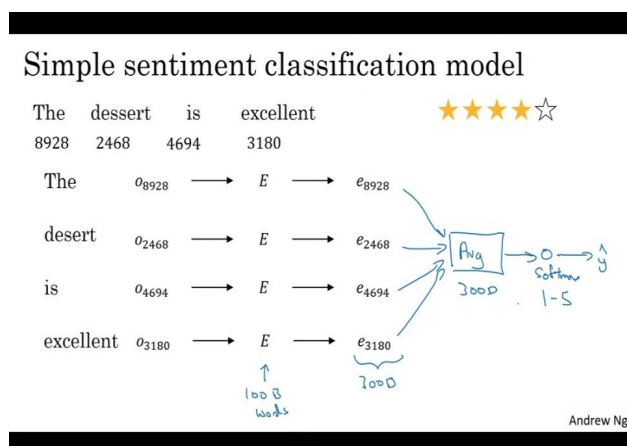 Simple sentiment classification model
The dessert is excellent
8928 2468 4694 3180
The o8928 → E → e8928
desert o2468 → E → e2468
Avg → o → ŷ
Softmax
is o4694 → E → e4694
300D
1-5
excellent o3180 → E → e3180
300D
100B
words
Andrew Ng